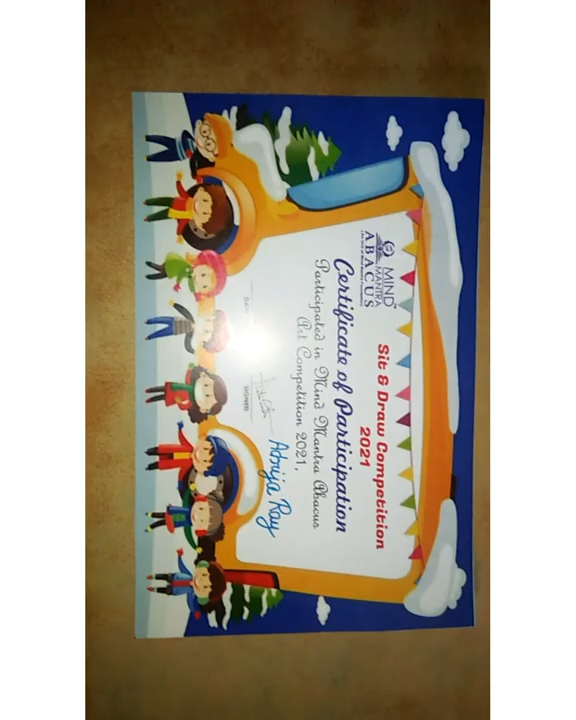 MIND
MANTRA
ABACUS
Sit & Draw Competition
2021
Certificate of Participation
Participated in Mind Mantra Abacus
Art Competition 2021,
Adrija Ray
SIGNED